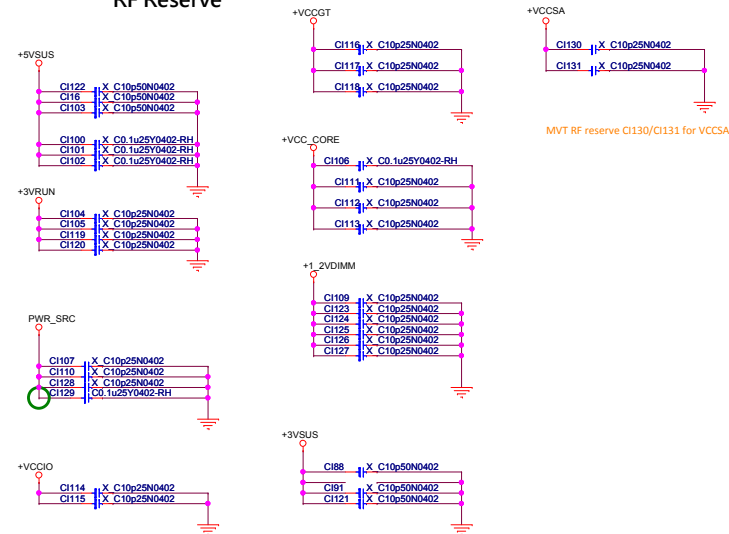 RF Reserve
+5VSUS
CI122 X_C10p50N0402
CI16 X_C10p50N0402
CI103 X_C10p50N0402
CI100 X_C0.1u25Y0402-RH
CI101 X_C0.1u25Y0402-RH
CI102 X_C0.1u25Y0402-RH
+3VRUN
CI104 X_C10p25N0402
CI105 X_C10p25N0402
CI119 X_C10p25N0402
CI120 X_C10p25N0402
PWR_SRC
CI107 X_C10p25N0402
CI110 X_C10p25N0402
CI128 X_C10p25N0402
CI129 C0.1u25Y0402-RH
+VCCIO
CI114 X_C10p25N0402
CI115 X_C10p25N0402
+VCCGT
CI116 X_C10p25N0402
CI117 X_C10p25N0402
CI118 X_C10p25N0402
+VCC_CORE
CI106 X_C0.1u25Y0402-RH
CI111 X_C10p25N0402
CI112 X_C10p25N0402
CI113 X_C10p25N0402
+1_2VDIMM
CI109 X_C10p25N0402
CI123 X_C10p25N0402
CI124 X_C10p25N0402
CI125 X_C10p25N0402
CI126 X_C10p25N0402
CI127 X_C10p25N0402
+3VSUS
CI88 X_C10p50N0402
CI91 X_C10p50N0402
CI121 X_C10p50N0402
+VCCSA
CI130 X_C10p25N0402
CI131 X_C10p25N0402
MVT RF reserve CI130/CI131 for VCCSA